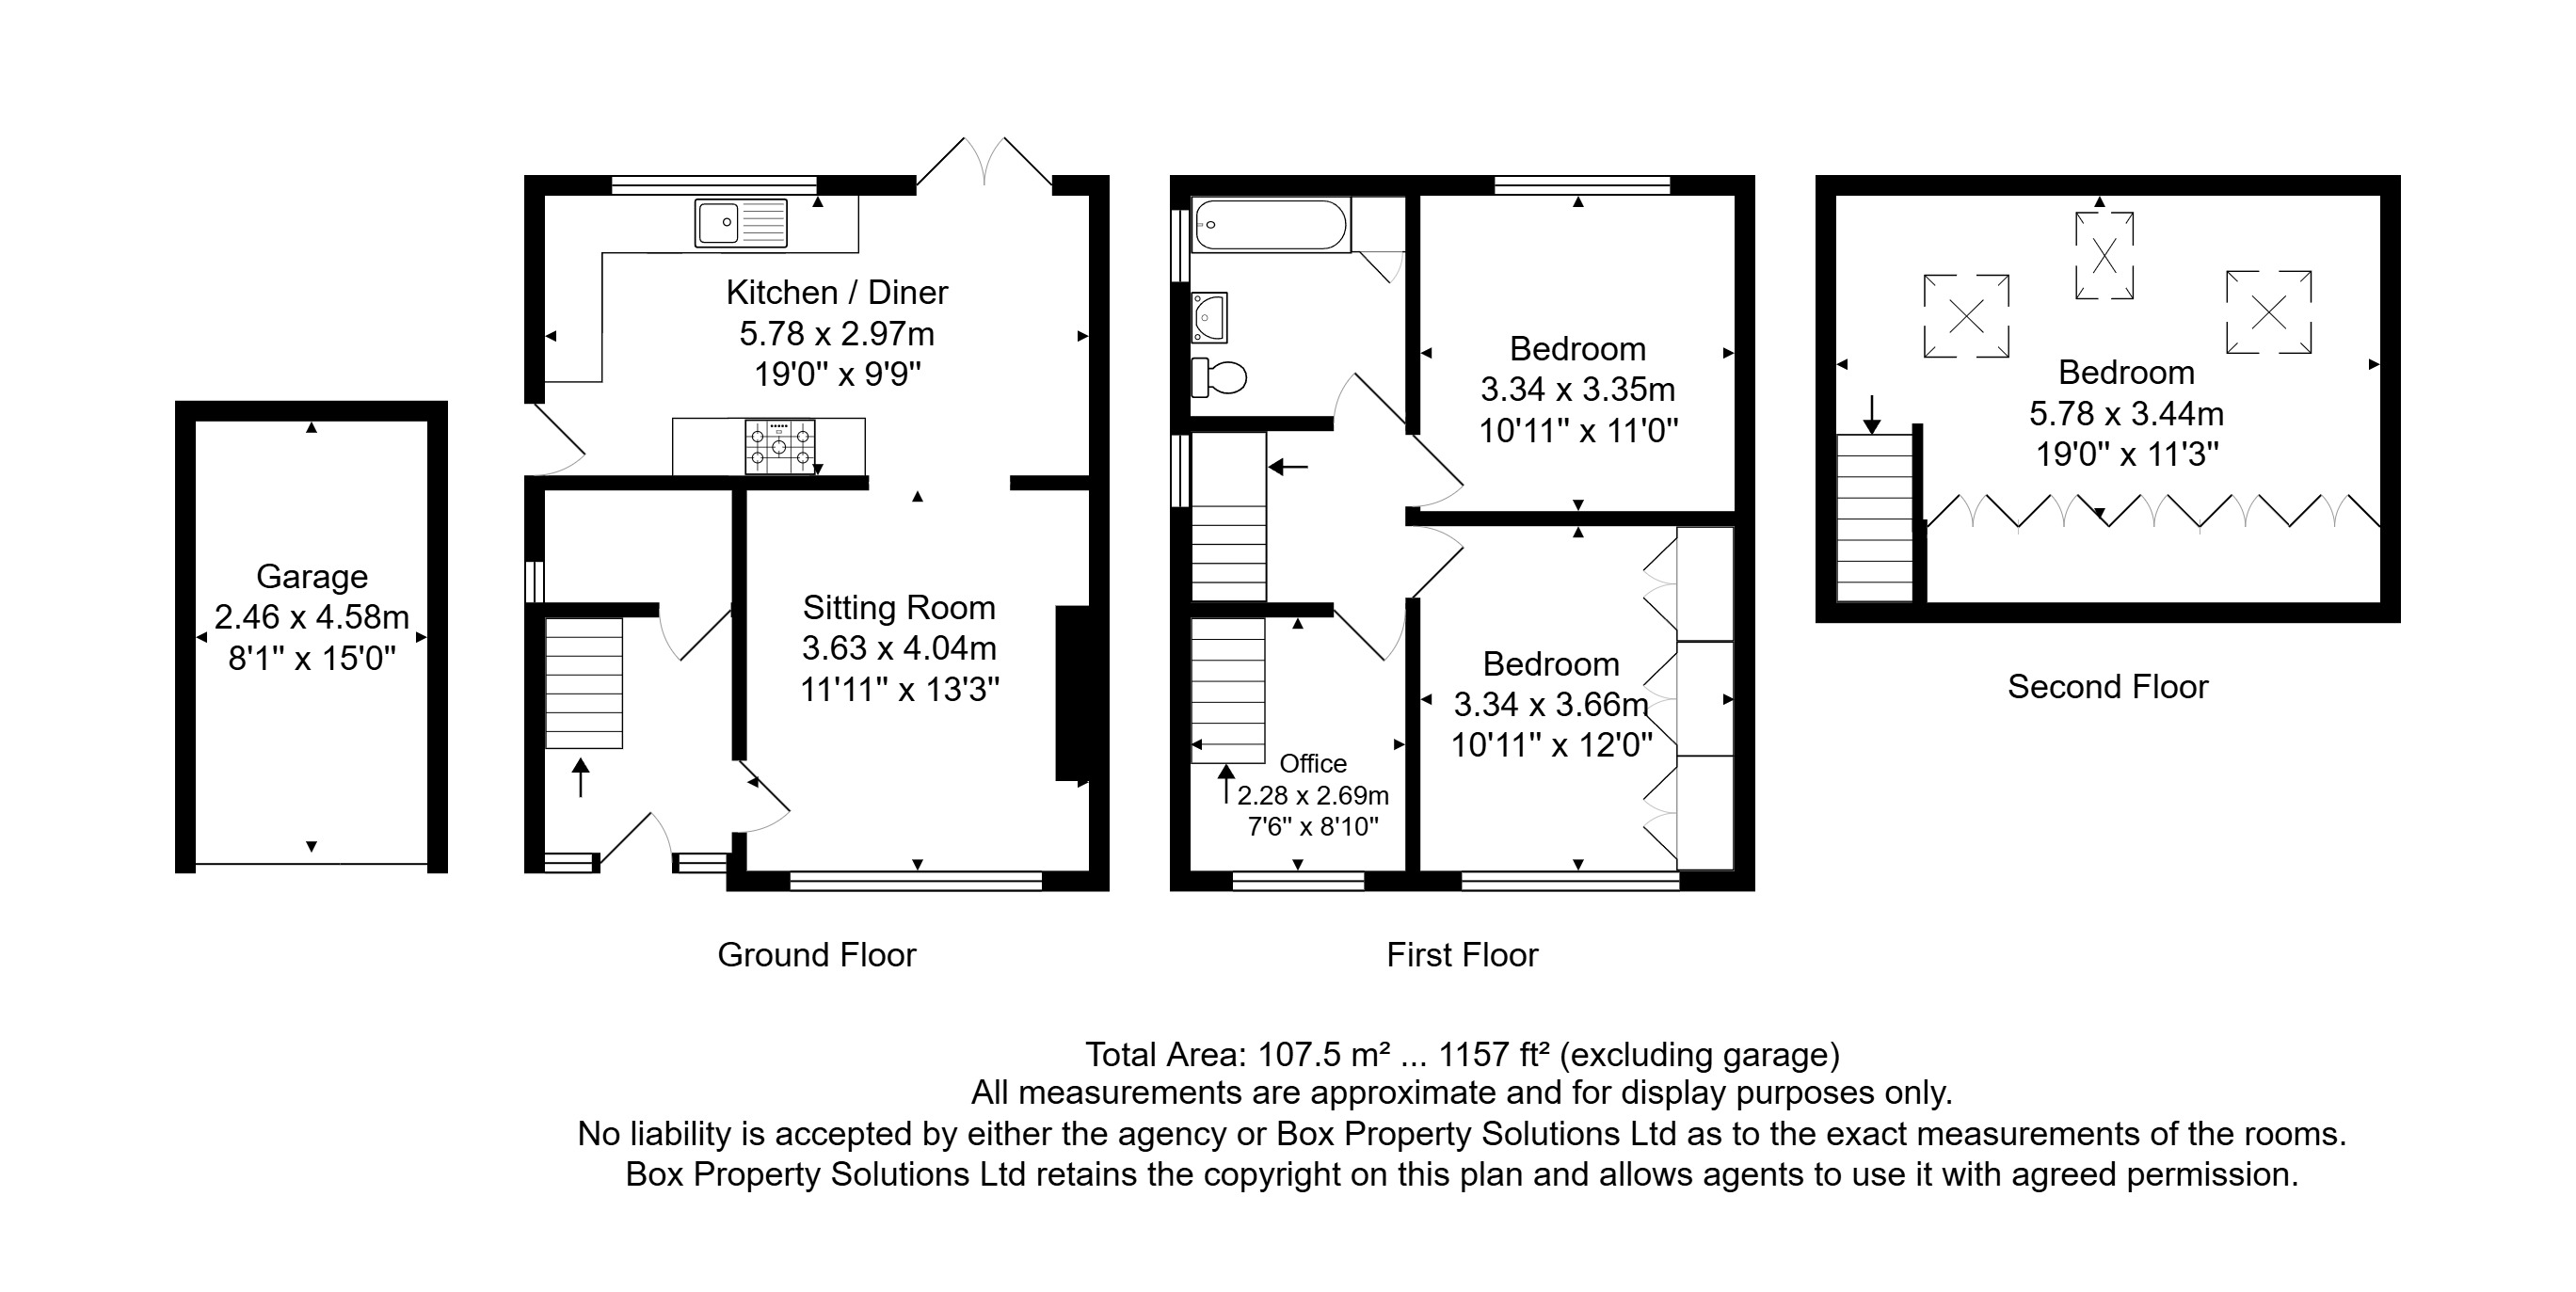 Kitchen / Diner
5.78 x 2.97m
19'0" x 9'9"
Garage
2.46 x 4.58m
8'1" x 15'0"
Sitting Room
3.63 x 4.04m
11'11" x 13'3"
Ground Floor
Bedroom
3.34 x 3.35m
10'11" x 11'0"
Bedroom
3.34 x 3.66m
10'11" x 12'0"
Office
2.28 x 2.69m
7'6" x 8'10"
First Floor
Bedroom
5.78 x 3.44m
19'0" x 11'3"
Second Floor
Total Area: 107.5 m² ... 1157 ft² (excluding garage)
All measurements are approximate and for display purposes only.
No liability is accepted by either the agency or Box Property Solutions Ltd as to the exact measurements of the rooms.
Box Property Solutions Ltd retains the copyright on this plan and allows agents to use it with agreed permission.